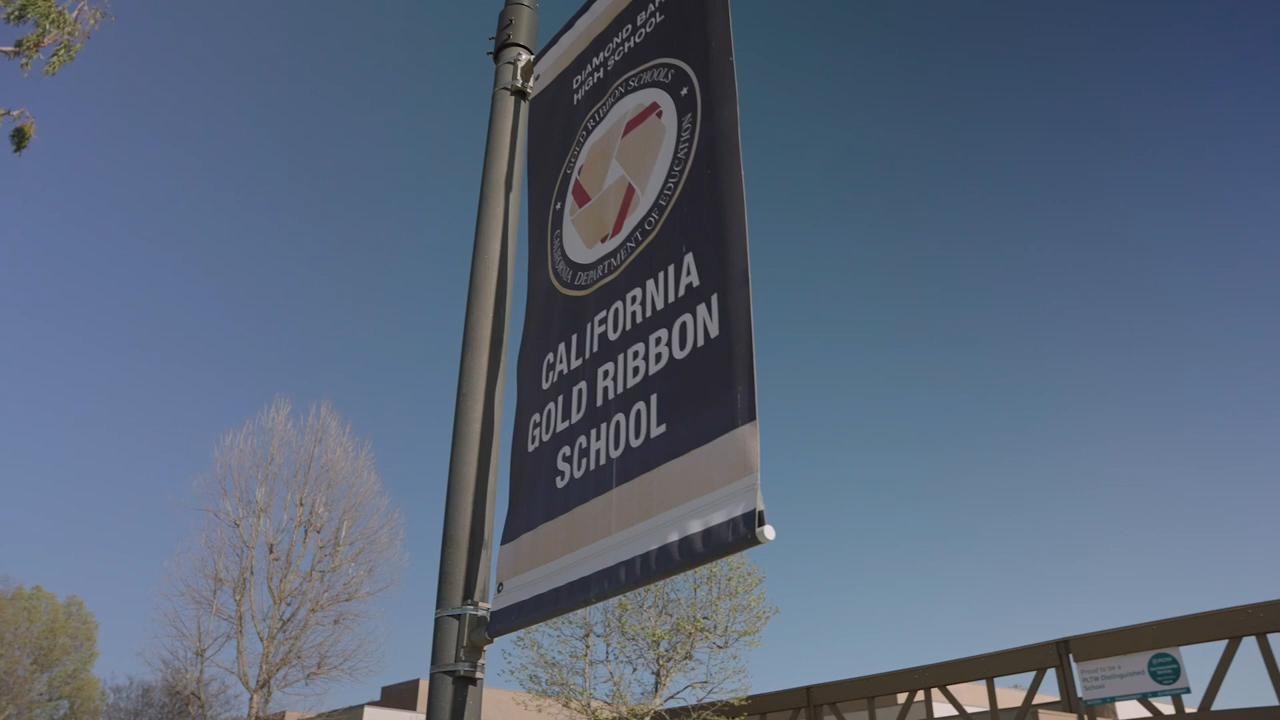 DIAMOND BAR
HIGH SCHOOL
GOLD RIBBON SCHOOLS
CALIFORNIA DEPARTMENT OF EDUCATION
CALIFORNIA
GOLD RIBBON
SCHOOL
Proud to be a
PLTW Distinguished
School
PLTW